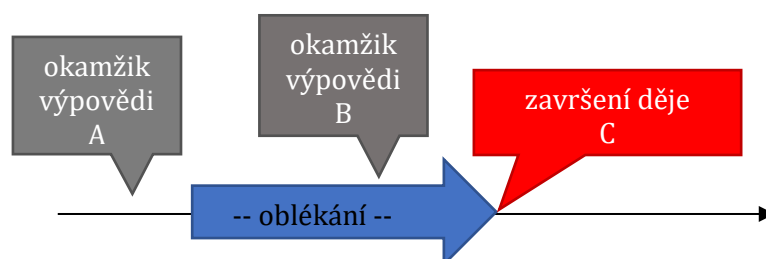 okamžik
výpovědi
A
okamžik
výpovědi
B
završení děje
C
-- oblékání --